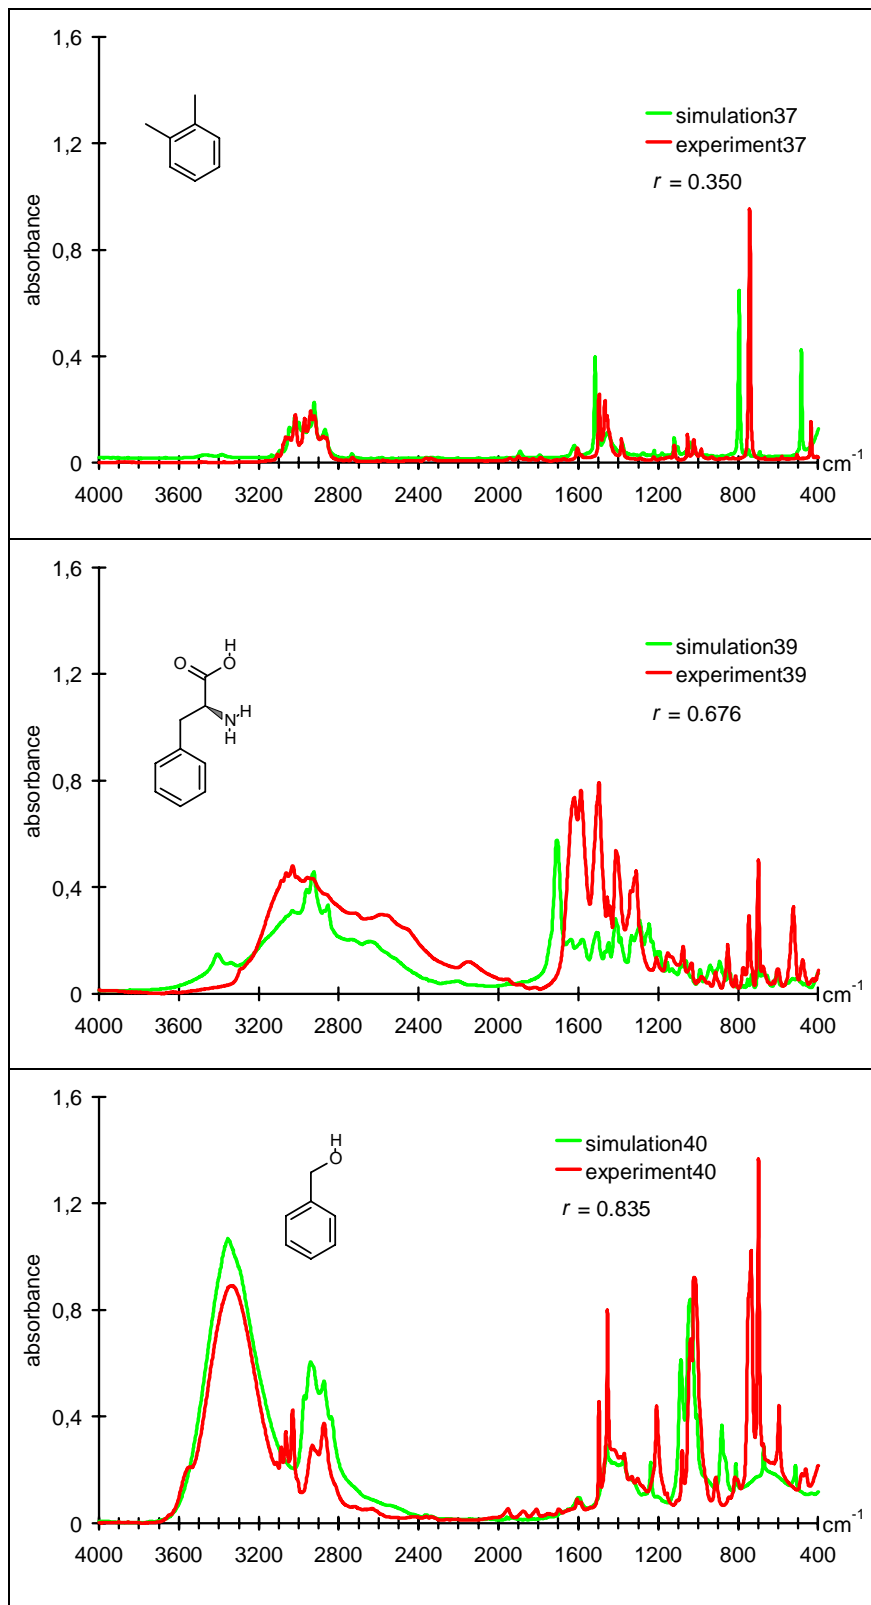 1,6
simulation37
experiment37
r = 0.350
1,2
absorbance
0,8
0,4
0
cm-1
4000 3600 3200 2800 2400 2000 1600 1200 800 400
1,6
H
O O
N H
H
simulation39
experiment39
r = 0.676
1,2
absorbance
0,8
0,4
0
cm-1
4000 3600 3200 2800 2400 2000 1600 1200 800 400
1,6
H
O
simulation40
experiment40
r = 0.835
1,2
absorbance
0,8
0,4
0
cm-1
4000 3600 3200 2800 2400 2000 1600 1200 800 400